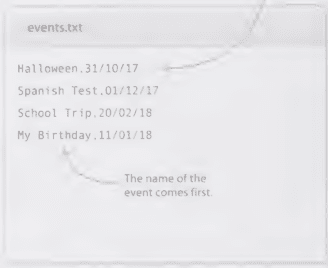 events.txt
Halloween,31/10/17
Spanish Test,01/12/17
School Trip,20/02/18
My Birthday,11/01/18
The name of the
event comes first.